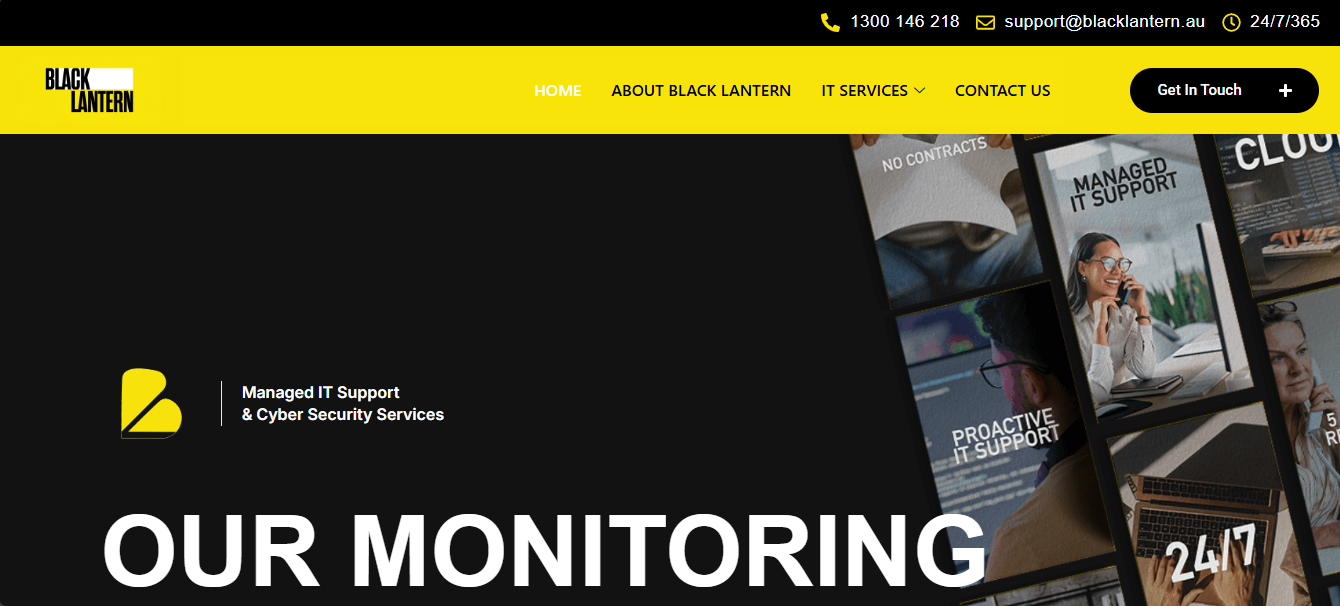 1300 146 218
support@blacklantern.au
24/7/365
BLACK
LANTERN
HOME
ABOUT BLACK LANTERN
IT SERVICES
CONTACT US
Get In Touch
NO CONTRACTS
MANAGED
IT SUPPORT
Managed IT Support
& Cyber Security Services
PROACTIVE
IT SUPPORT
24/7
OUR MONITORING